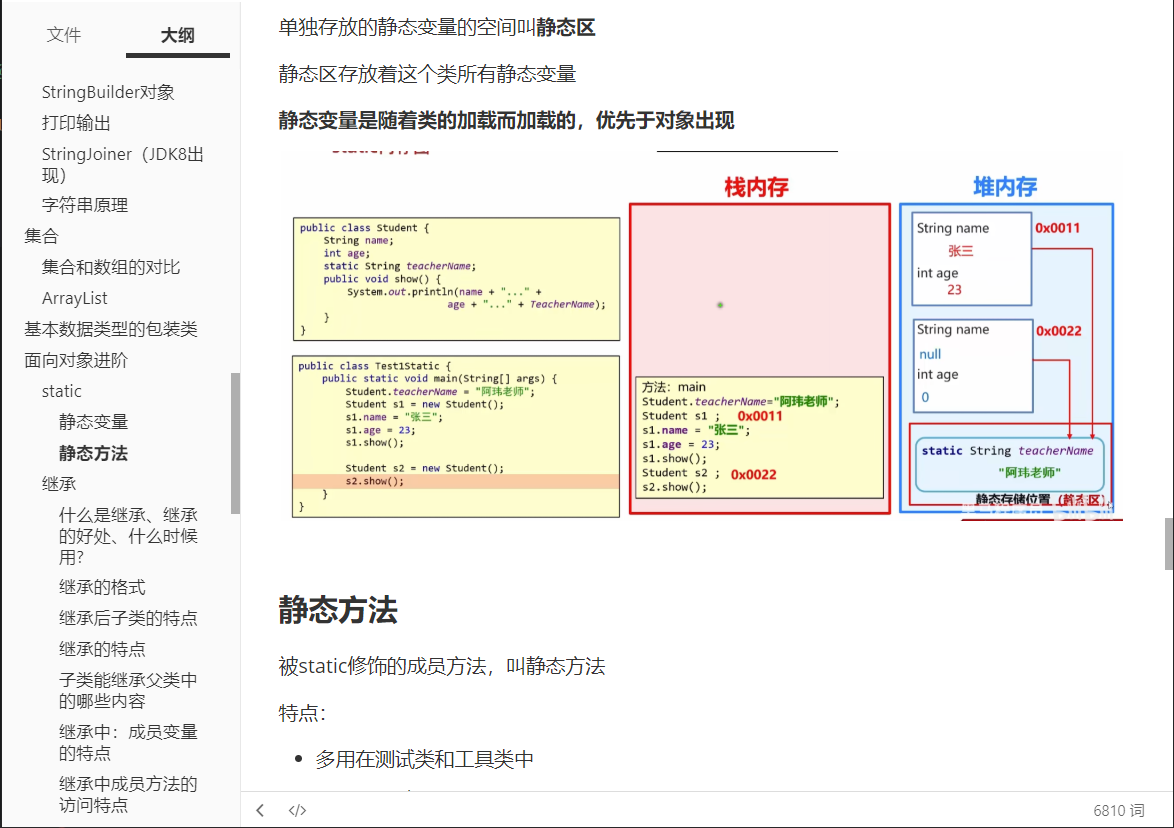 文件
大纲
StringBuilder对象
打印输出
StringJoiner（JDK8出
现）
字符串原理
集合
集合和数组的对比
ArrayList
基本数据类型的包装类
面向对象进阶
static
静态变量
静态方法
继承
什么是继承、继承
的好处、什么时候
用？
继承的格式
继承后子类的特点
继承的特点
子类能继承父类中
的哪些内容
继承中：成员变量
的特点
继承中成员方法的
访问特点
单独存放的静态变量的空间叫静态区
静态区存放着这个类所有静态变量
静态变量是随着类的加载而加载的，优先于对象出现
public class Student {
String name;
int age;
static String teacherName;
public void show() {
System.out.println(name + "..." +
age + "..." + TeacherName);
}
}
public class Test1Static {
public static void main(String[] args) {
Student.teacherName = "阿玮老师";
Student s1 = new Student();
s1.name = "张三";
s1.age = 23;
s1.show();
Student s2 = new Student();
s2.show();
}
}
栈内存
方法：main
Student.teacherName="阿玮老师";
Student s1 ; 0x0011
s1.name = "张三";
s1.age = 23;
s1.show();
Student s2 ; 0x0022
s2.show();
堆内存
String name 0x0011
张三
int age
23
String name 0x0022
null
int age
0
static String teacherName
"阿玮老师"
静态存储位置（静态区）
静态方法
被static修饰的成员方法，叫静态方法
特点：
• 多用在测试类和工具类中
</> 6810 词